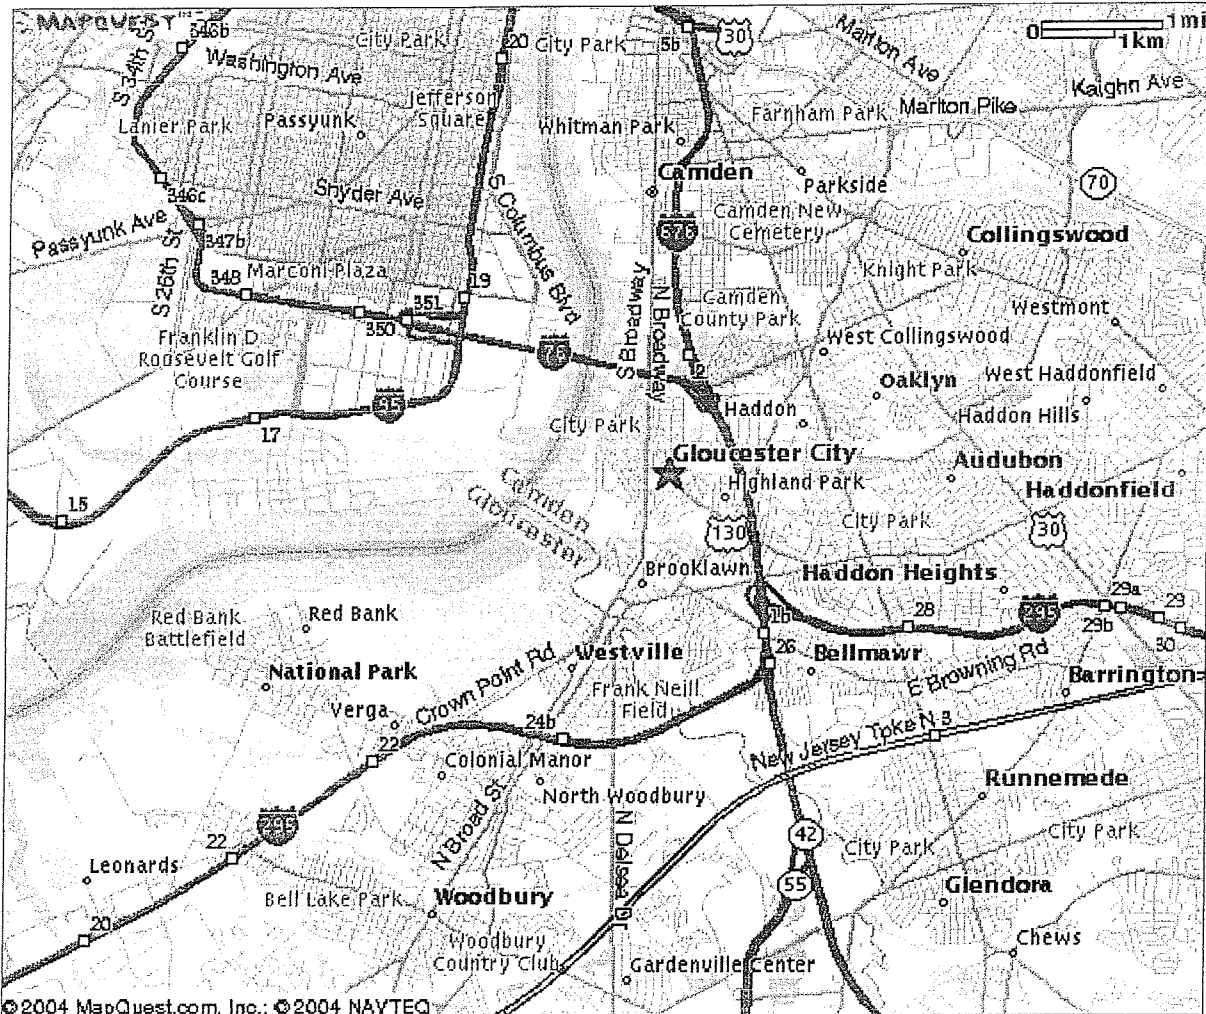 MAPQUEST
346b
20
5b
30
0 1mi
1km
City Park
City Park
Marlton Ave
S 34th St
Washington Ave
Kaighn Ave
Jefferson
Square
Farnham Park
Marlton Pike
Lanier Park
Passyunk
Whitman Park
Camden
Parkside
70
346c
Snyder Ave
S Columbus Blvd
Camden New
Cemetery
Collingswood
Passyunk Ave
347b
676
S 26th St
Knight Park
348
Marconi Plaza
19
351
350
S Broadway
N Broadway
Camden
County Park
Westmont
Franklin D
Roosevelt Golf
Course
76
West Collingswood
2
Oaklyn
West Haddonfield
95
17
City Park
Haddon
Haddon Hills
Gloucester City
Audubon
Highland Park
Haddonfield
15
Camden
Gloucester
130
City Park
30
Brooklawn
Haddon Heights
Red Bank
Battlefield
Red Bank
1b
28
295
29a
29b
29
30
National Park
Westville
26
Bellmawr
E Browning Rd
Barrington
Crown Point Rd
Frank Neill
Field
Verga
24b
22
New Jersey Tpke N 3
Colonial Manor
North Woodbury
Runnemede
295
N Broad St
N Delsea Dr
42
City Park
City Park
22
Leonards
55
Bell Lake Park
Woodbury
Glendora
20
Woodbury
Country Club
Chews
Gardenville Center
©2004 MapQuest.com, Inc.; ©2004 NAVTEQ